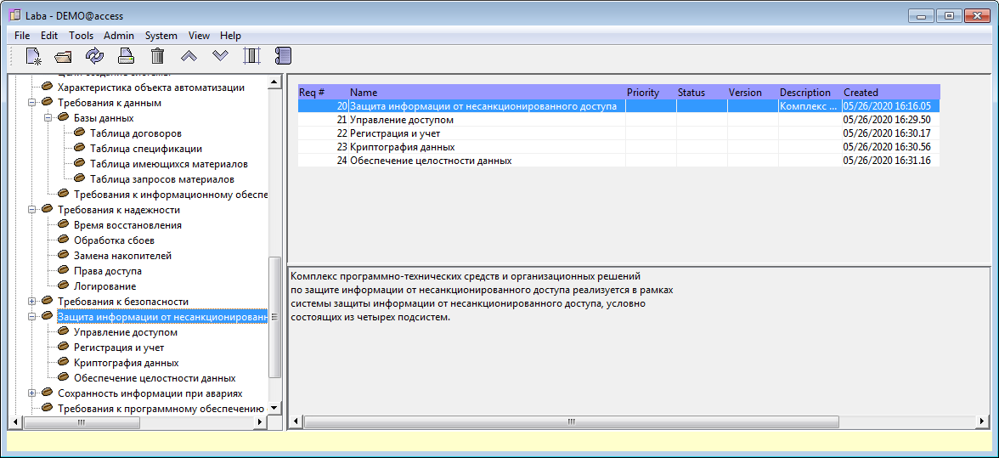 Laba - DEMO@access
File Edit Tools Admin System View Help
Характеристика объекта автоматизации
Требования к данным
Базы данных
Таблица договоров
Таблица спецификации
Таблица имеющихся материалов
Таблица запросов материалов
Требования к информационному обеспе
Требования к надежности
Время восстановления
Обработка сбоев
Замена накопителей
Права доступа
Логирование
Требования к безопасности
Защита информации от несанкционированн
Управление доступом
Регистрация и учет
Криптография данных
Обеспечение целостности данных
Сохранность информации при авариях
Требования к программному обеспечению
Req # Name Priority Status Version Description Created
20 Защита информации от несанкционированного доступа Комплекс ... 05/26/2020 16:16.05
21 Управление доступом 05/26/2020 16:29.50
22 Регистрация и учет 05/26/2020 16:30.17
23 Криптография данных 05/26/2020 16:30.56
24 Обеспечение целостности данных 05/26/2020 16:31.16
Комплекс программно-технических средств и организационных решений
по защите информации от несанкционированного доступа реализуется в рамках
системы защиты информации от несанкционированного доступа, условно
состоящих из четырех подсистем.